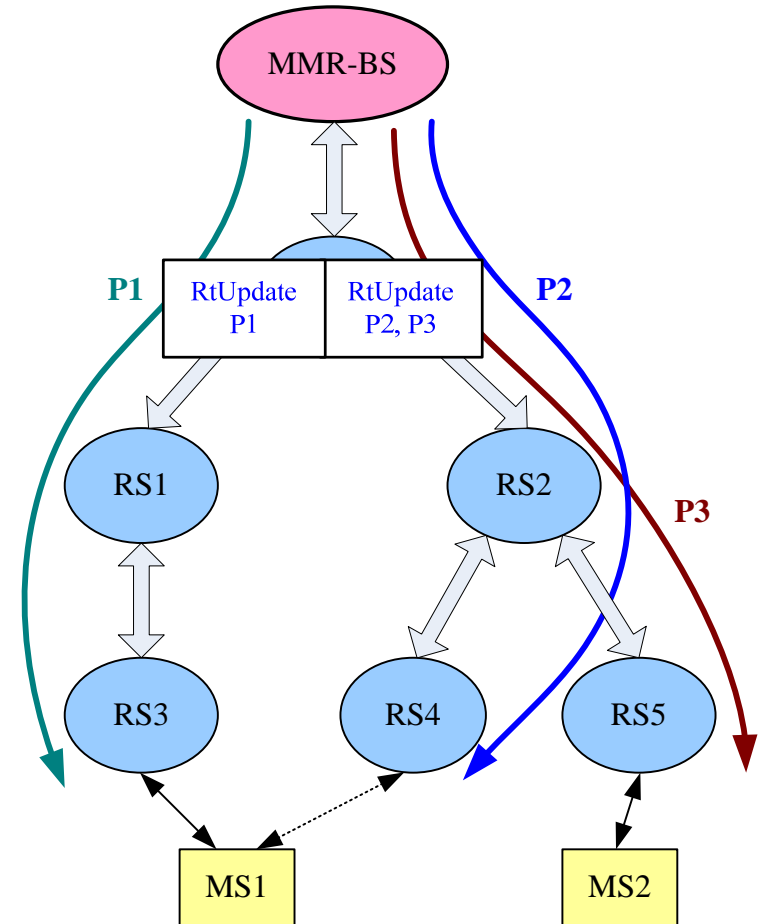 MMR-BS
P1
RtUpdate
P1
RtUpdate
P2, P3
P2
RS1
RS2
P3
RS3
RS4
RS5
MS1
MS2